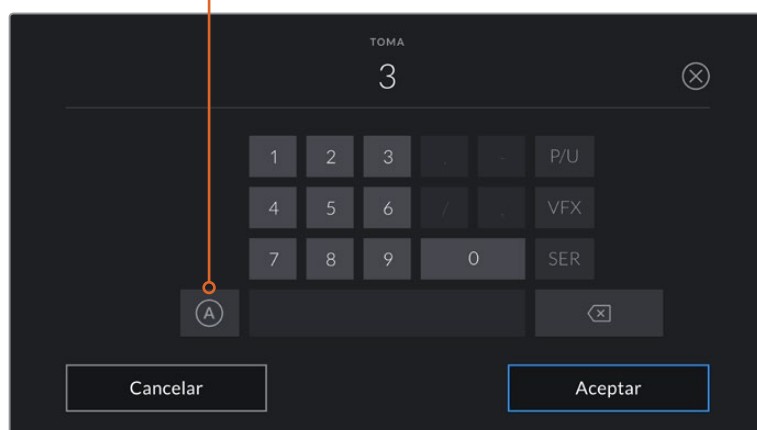 TOMA
3
1 2 3 . - P/U
4 5 6 / , VFX
7 8 9 0 SER
A
Cancelar Aceptar